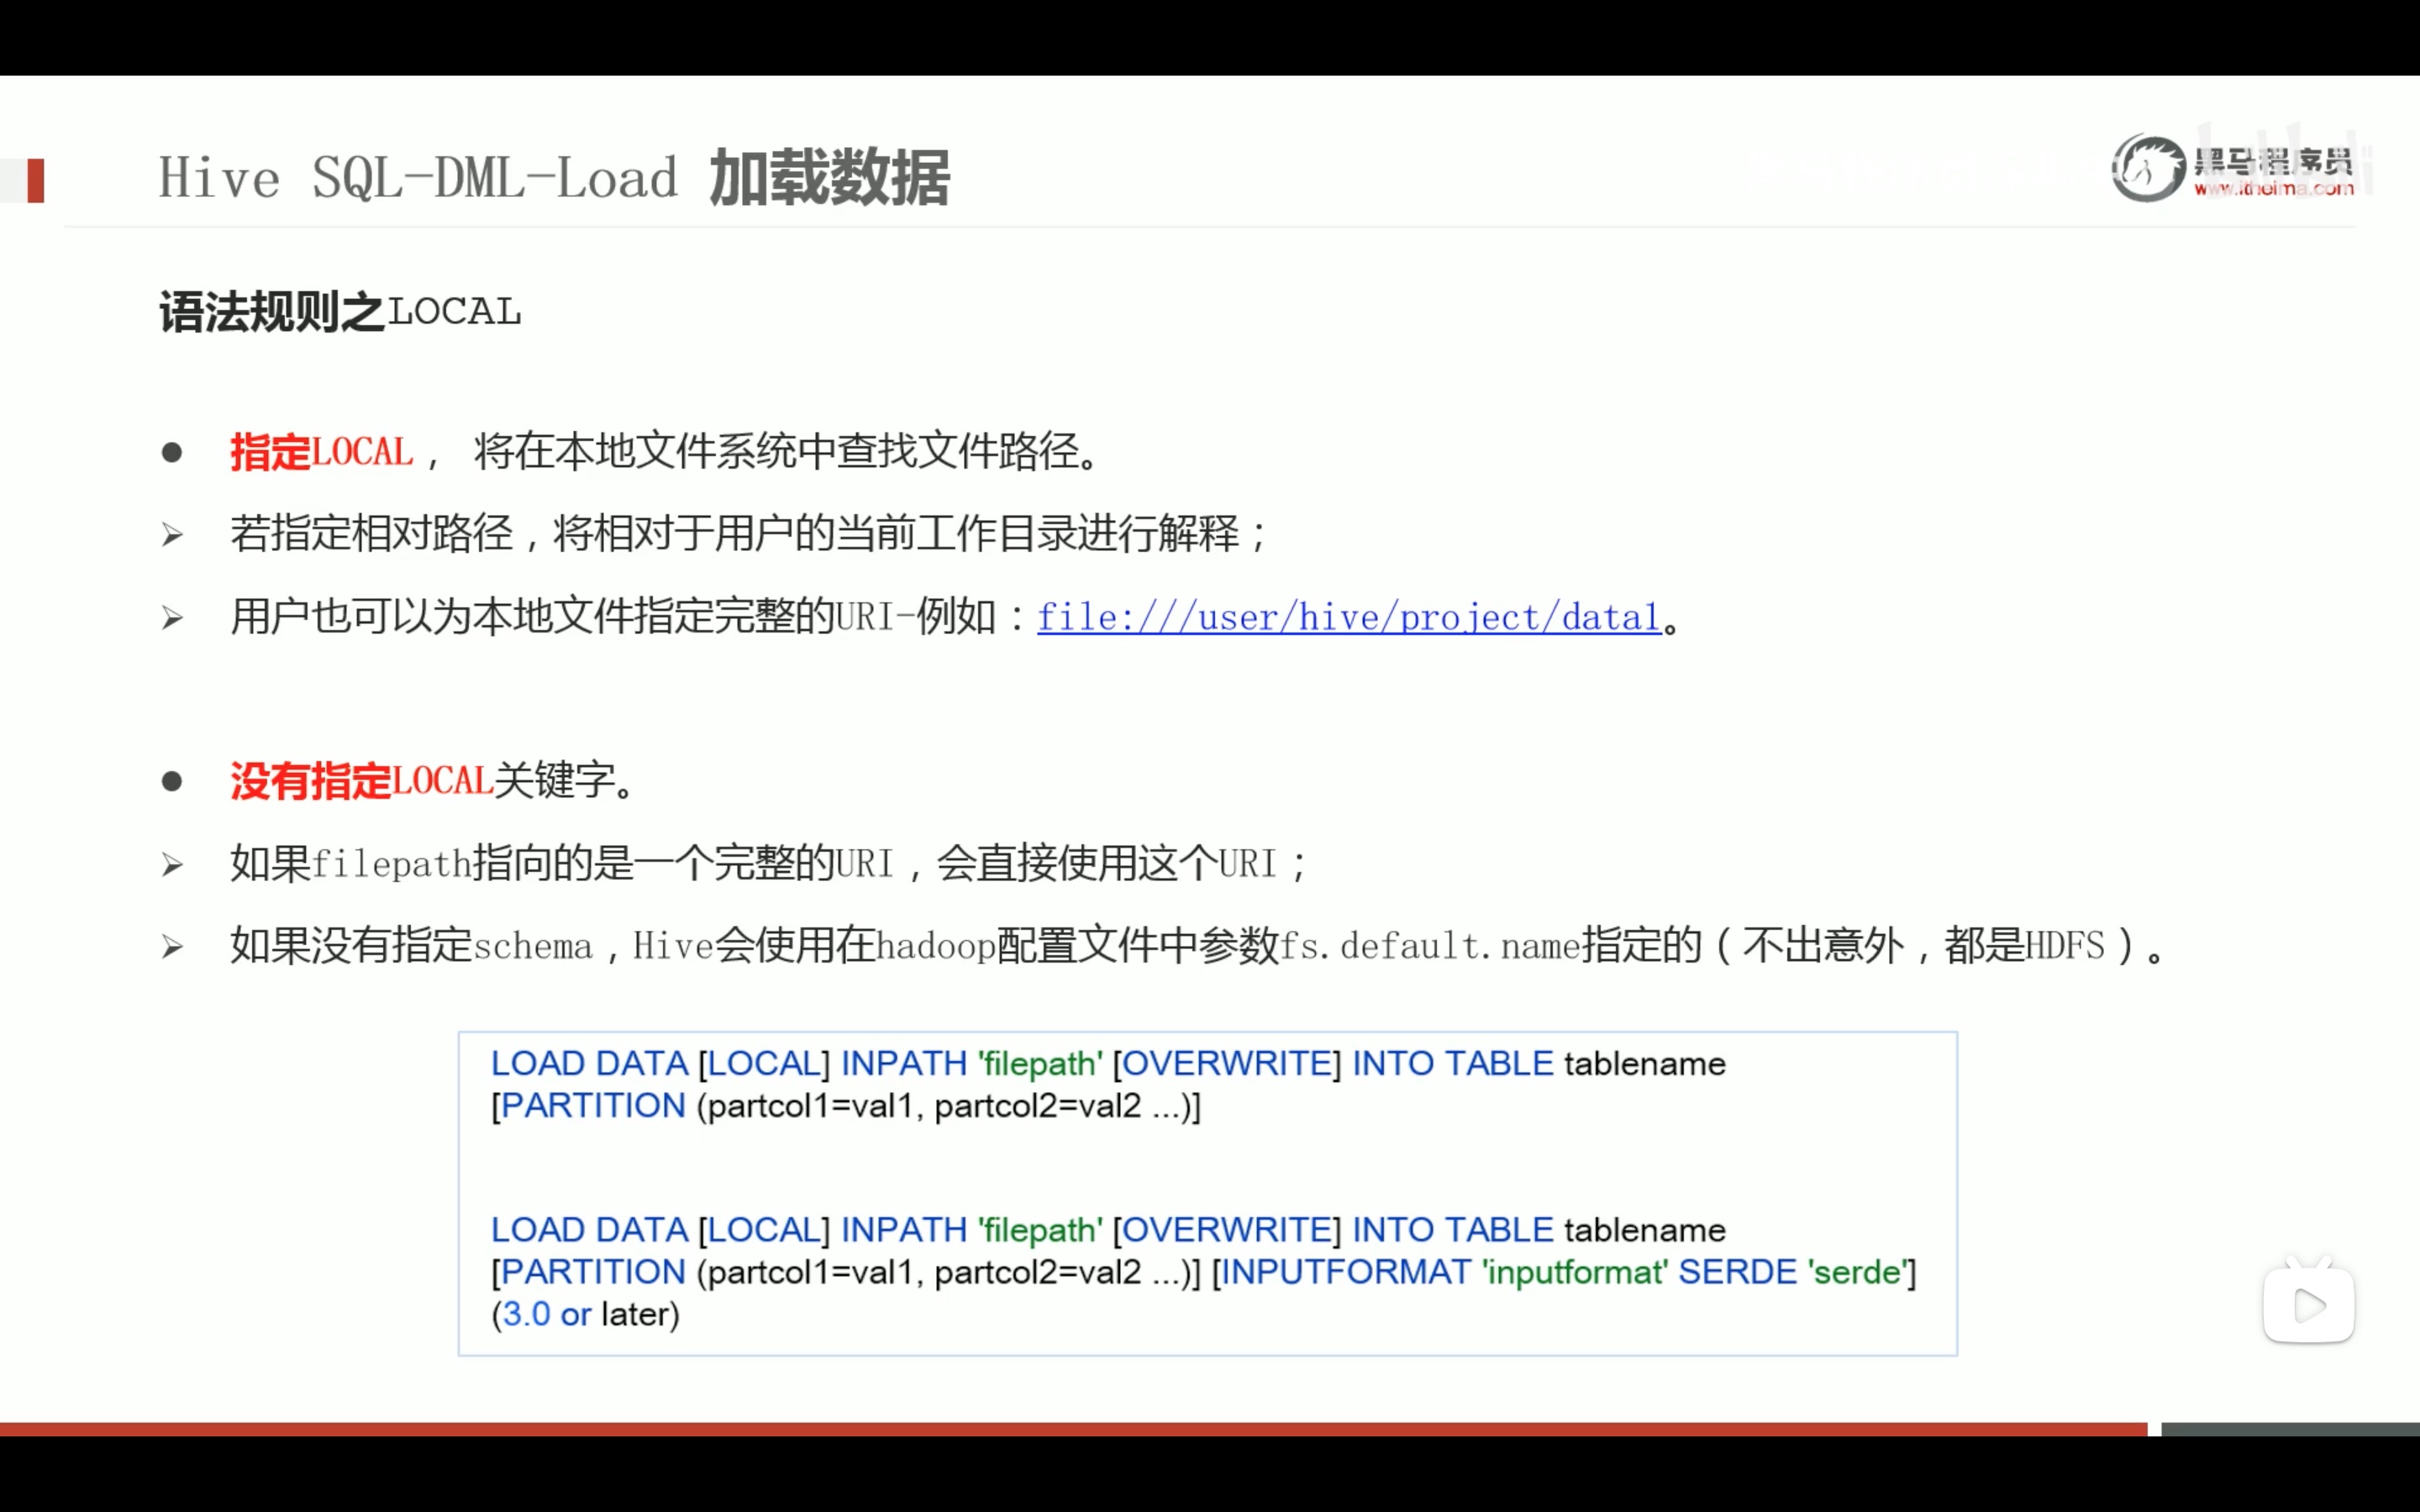 Hive SQL-DML-Load 加载数据
黑马程序员
www.itheima.com
语法规则之LOCAL
● 指定LOCAL， 将在本地文件系统中查找文件路径。
➢ 若指定相对路径，将相对于用户的当前工作目录进行解释；
➢ 用户也可以为本地文件指定完整的URI-例如：file:///user/hive/project/data1。
● 没有指定LOCAL关键字。
➢ 如果filepath指向的是一个完整的URI，会直接使用这个URI；
➢ 如果没有指定schema，Hive会使用在hadoop配置文件中参数fs.default.name指定的（不出意外，都是HDFS）。
LOAD DATA [LOCAL] INPATH 'filepath' [OVERWRITE] INTO TABLE tablename
[PARTITION (partcol1=val1, partcol2=val2 ...)]
LOAD DATA [LOCAL] INPATH 'filepath' [OVERWRITE] INTO TABLE tablename
[PARTITION (partcol1=val1, partcol2=val2 ...)] [INPUTFORMAT 'inputformat' SERDE 'serde']
(3.0 or later)